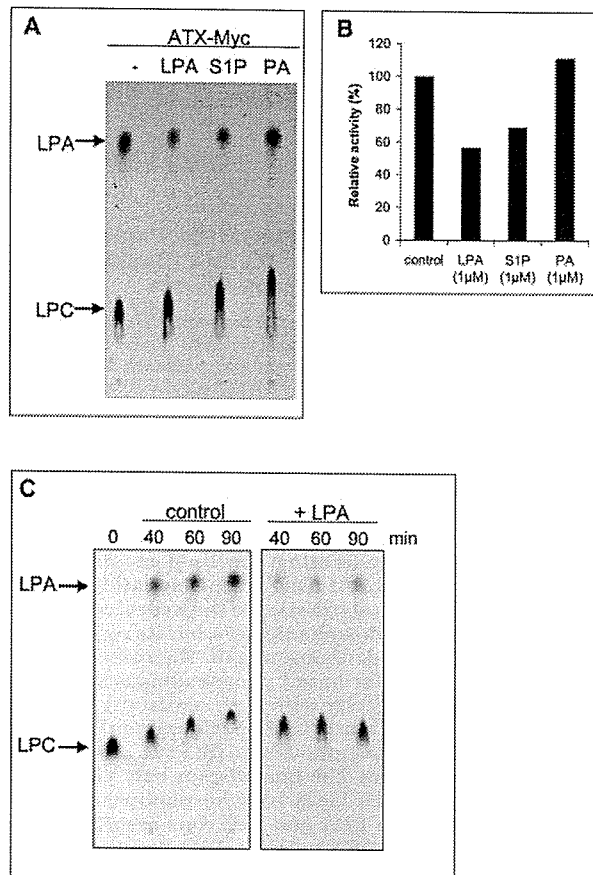 A
ATX-Myc
- LPA S1P PA
LPA
LPC
B
Relative activity (%)
120
100
80
60
40
20
0
control LPA (1µM) S1P (1µM) PA (1µM)
C
control + LPA
0 40 60 90 40 60 90 min
LPA
LPC